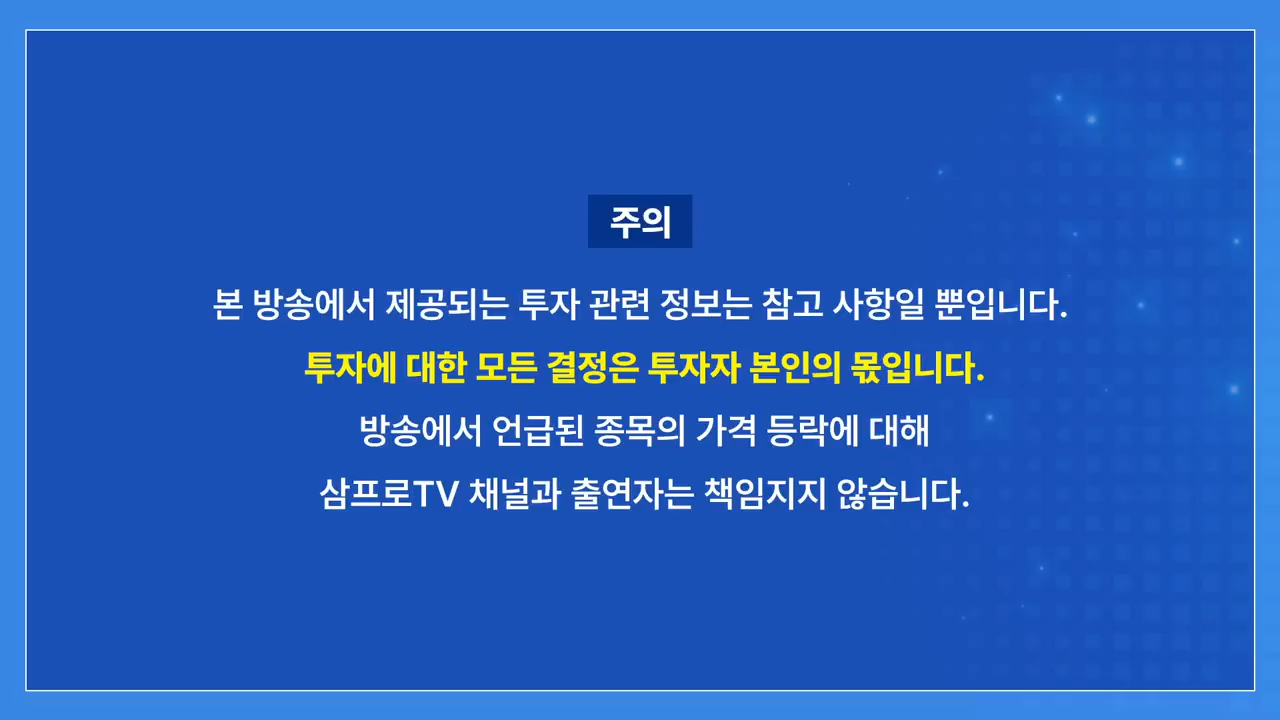 주의
본 방송에서 제공되는 투자 관련 정보는 참고 사항일 뿐입니다.
투자에 대한 모든 결정은 투자자 본인의 몫입니다.
방송에서 언급된 종목의 가격 등락에 대해
삼프로TV 채널과 출연자는 책임지지 않습니다.